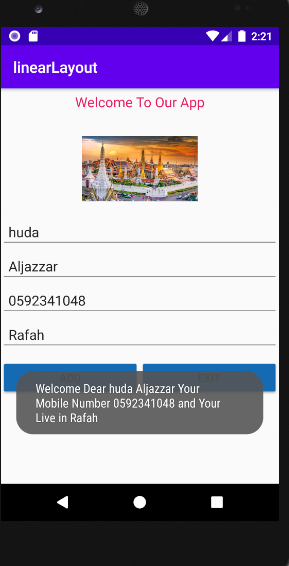 2:21
linearLayout
Welcome To Our App
huda
Aljazzar
0592341048
Rafah
Welcome Dear huda Aljazzar Your
Mobile Number 0592341048 and Your
Live in Rafah